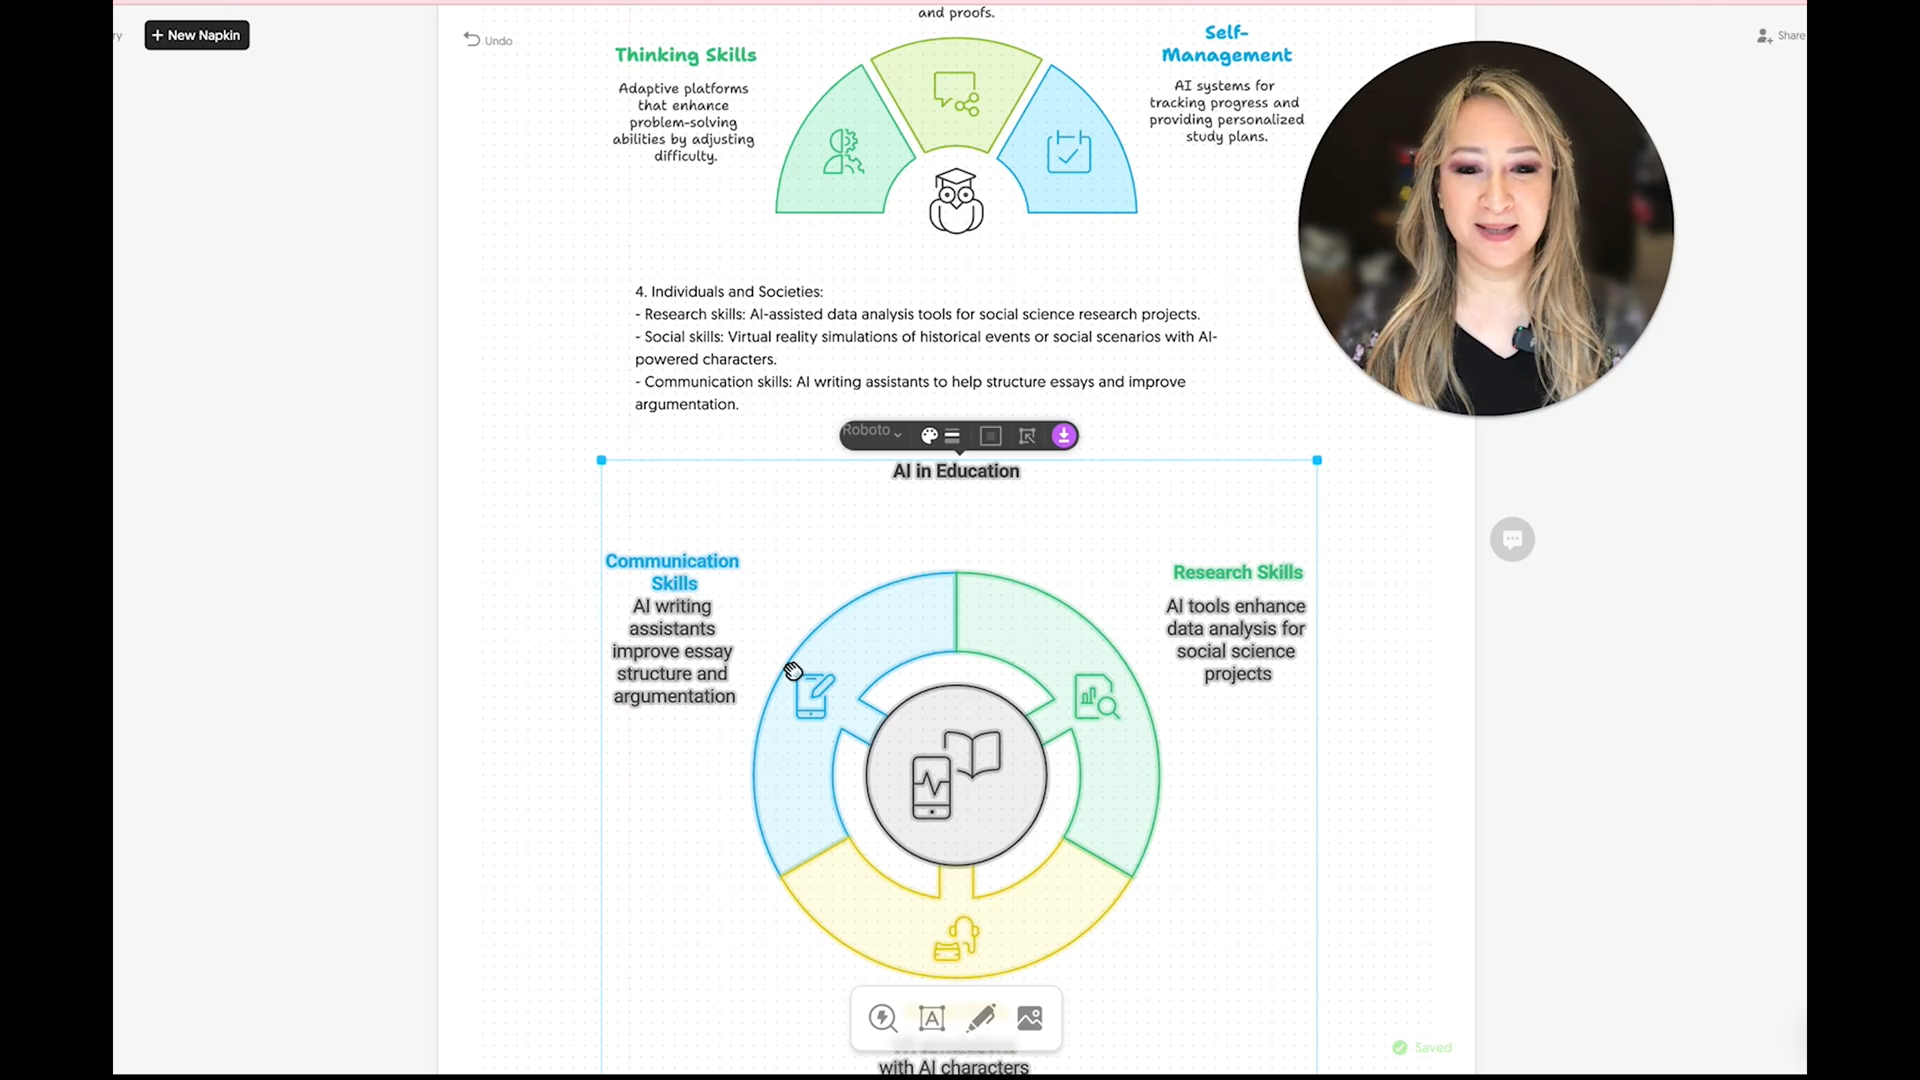 ry
+ New Napkin
Undo
Share
and proofs.
Thinking Skills
Adaptive platforms
that enhance
problem-solving
abilities by adjusting
difficulty.
Self-
Management
AI systems for
tracking progress and
providing personalized
study plans.
4. Individuals and Societies:
- Research skills: AI-assisted data analysis tools for social science research projects.
- Social skills: Virtual reality simulations of historical events or social scenarios with AI-
powered characters.
- Communication skills: AI writing assistants to help structure essays and improve
argumentation.
Roboto
AI in Education
Communication
Skills
AI writing
assistants
improve essay
structure and
argumentation
Research Skills
AI tools enhance
data analysis for
social science
projects
A
Saved
with AI characters